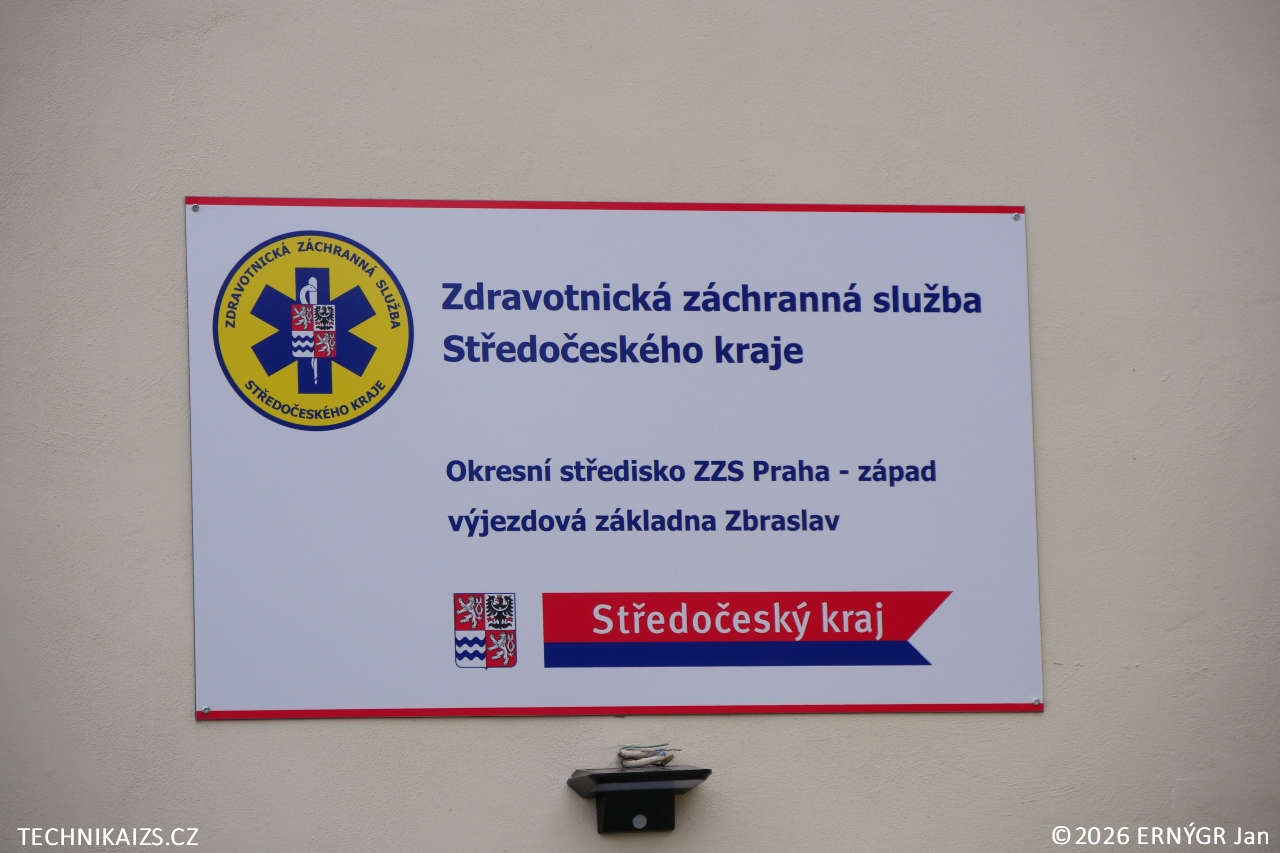 ZDRAVOTNICKÁ ZÁCHRANNÁ SLUŽBA
STŘEDOČESKÉHO KRAJE
Zdravotnická záchranná služba
Středočeského kraje
Okresní středisko ZZS Praha - západ
výjezdová základna Zbraslav
Středočeský kraj
TECHNIKAIZS.CZ
©2026 ERNÝGR Jan